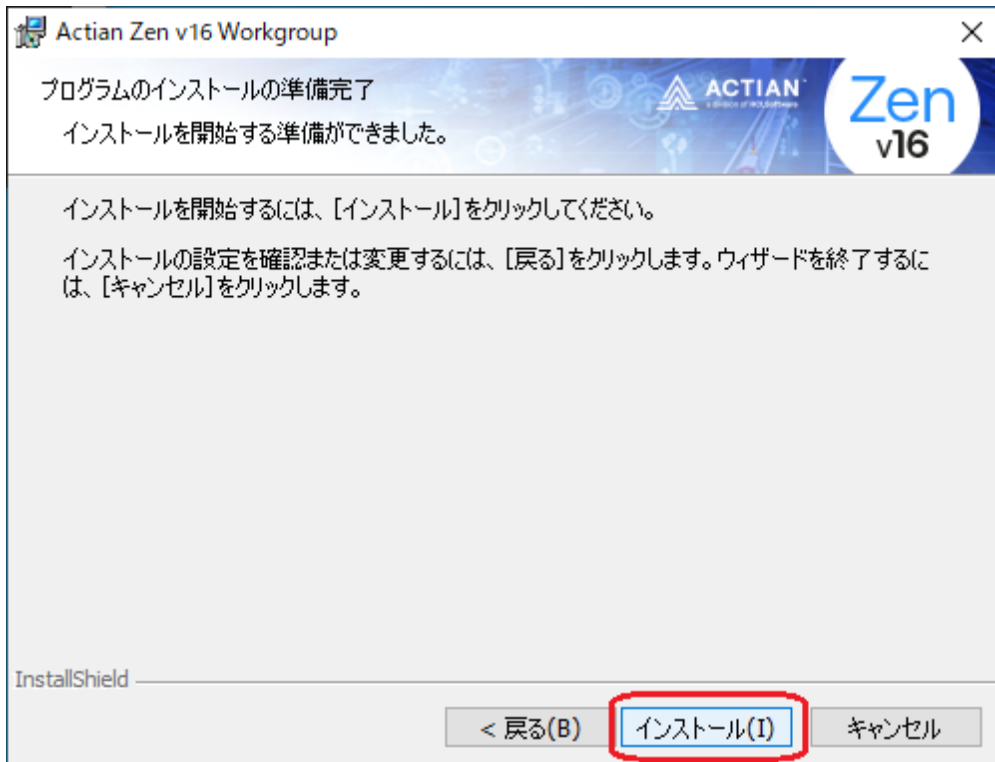 Actian Zen v16 Workgroup
プログラムのインストールの準備完了
インストールを開始する準備ができました。
ACTIAN
a division of HCLSoftware
Zen
v16
インストールを開始するには、[インストール]をクリックしてください。
インストールの設定を確認または変更するには、[戻る]をクリックします。ウィザードを終了するに
は、[キャンセル]をクリックします。
InstallShield
< 戻る(B)
インストール(I)
キャンセル